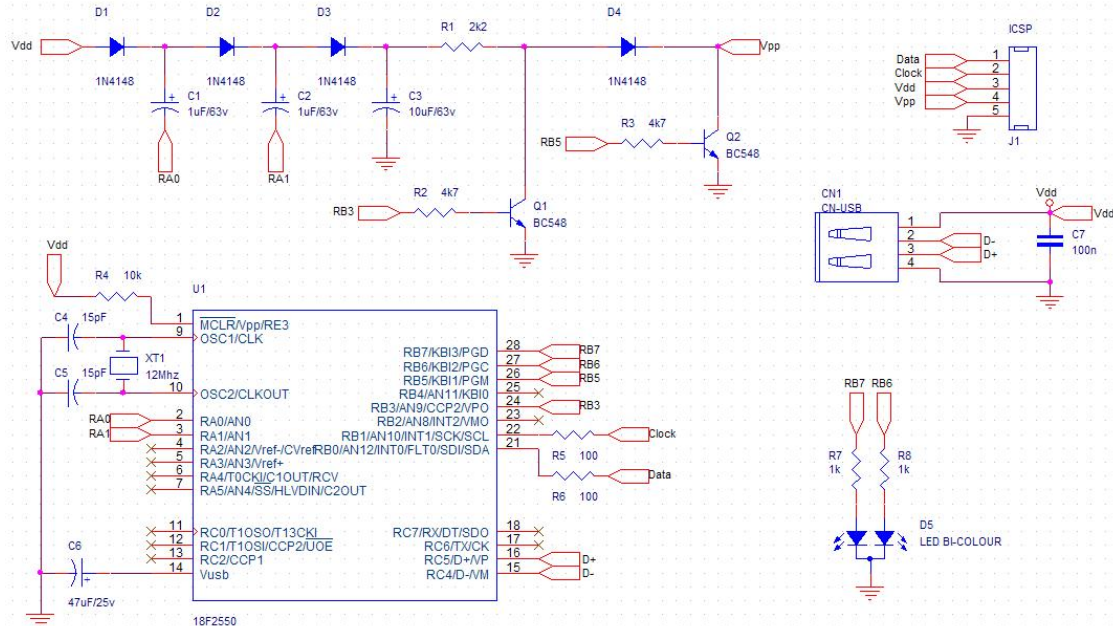 D1
D2
D3
R1 2k2
D4
Vdd
Vpp
1N4148
1N4148
1N4148
1N4148
C1
1uF/63v
C2
1uF/63v
C3
10uF/63v
RA0
RA1
RB5
R3 4k7
Q2
BC548
RB3
R2 4k7
Q1
BC548
ICSP
Data
Clock
Vdd
Vpp
1
2
3
4
5
J1
CN1
CN-USB
1
2
3
4
D-
D+
Vdd
Vdd
C7
100n
Vdd
R4 10k
U1
C4 15pF
C5 15pF
XT1
12Mhz
1 MCLR/Vpp/RE3
9 OSC1/CLK
10 OSC2/CLKOUT
RA0 2 RA0/AN0
RA1 3 RA1/AN1
4 RA2/AN2/Vref-/CVref
5 RA3/AN3/Vref+
6 RA4/T0CKI/C1OUT/RCV
7 RA5/AN4/SS/HLVDIN/C2OUT
11 RC0/T1OSO/T13CKI
12 RC1/T1OSI/CCP2/UOE
13 RC2/CCP1
14 Vusb
C6
47uF/25v
RB7/KBI3/PGD 28 RB7
RB6/KBI2/PGC 27 RB6
RB5/KBI1/PGM 26 RB5
RB4/AN11/KBI0 25
RB3/AN9/CCP2/VPO 24 RB3
RB2/AN8/INT2/VMO 23
RB1/AN10/INT1/SCK/SCL 22 Clock
RB0/AN12/INT0/FLT0/SDI/SDA 21
R5 100
Data
R6 100
RC7/RX/DT/SDO 18
RC6/TX/CK 17
RC5/D+/VP 16 D+
RC4/D-/VM 15 D-
18F2550
RB7 RB6
R7
1k
R8
1k
D5
LED BI-COLOUR